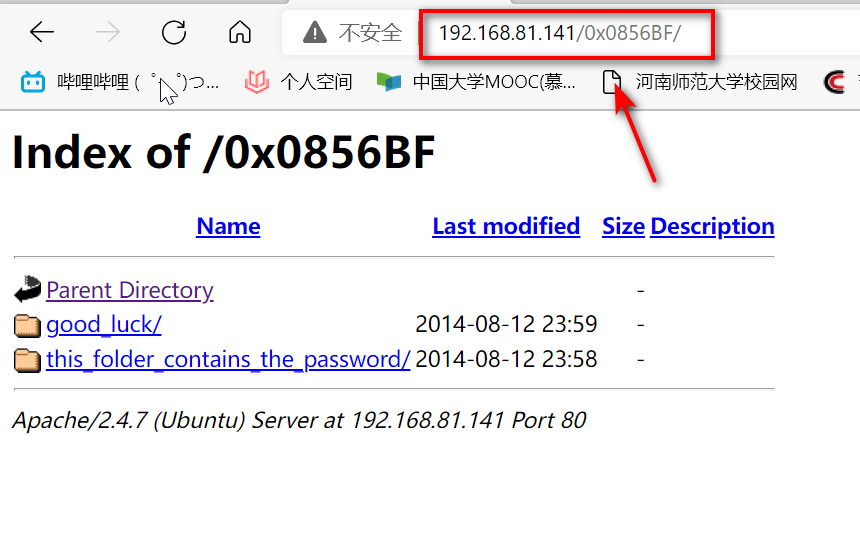 不安全 192.168.81.141/0x0856BF/
哔哩哔哩 ( ゜- ゜)つ... 个人空间 中国大学MOOC(慕... 河南师范大学校园网
Index of /0x0856BF
Name Last modified Size Description
Parent Directory -
good_luck/ 2014-08-12 23:59 -
this_folder_contains_the_password/ 2014-08-12 23:58 -
Apache/2.4.7 (Ubuntu) Server at 192.168.81.141 Port 80